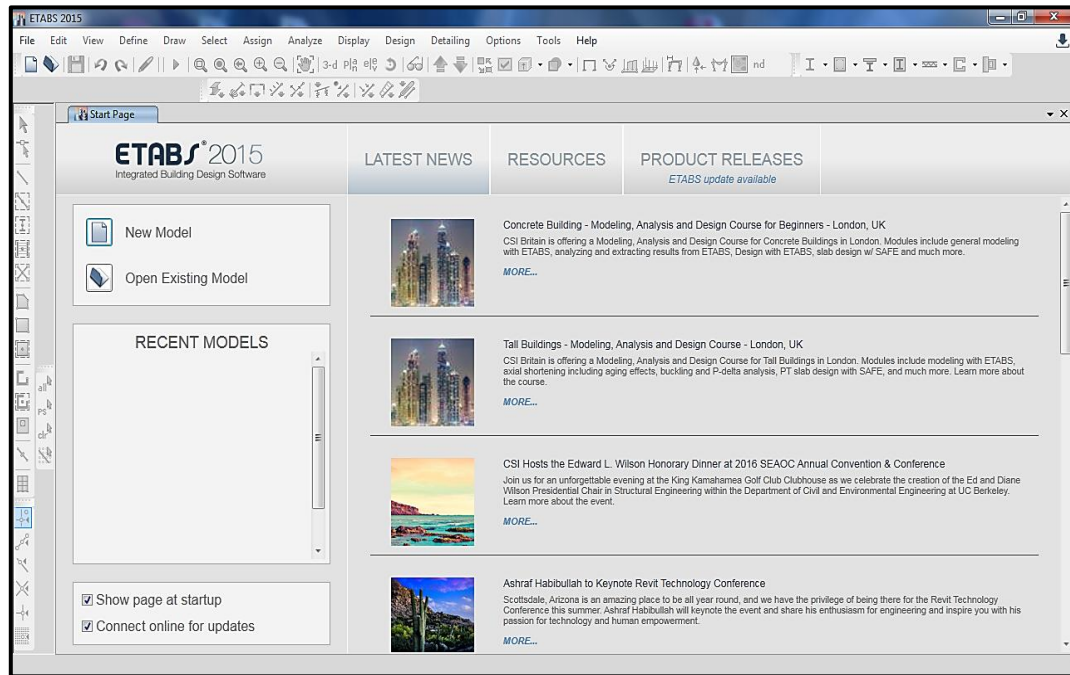 ETABS 2015
File Edit View Define Draw Select Assign Analyze Display Design Detailing Options Tools Help
3-d nd
Start Page
ETABS® 2015
Integrated Building Design Software
LATEST NEWS
RESOURCES
PRODUCT RELEASES
ETABS update available
New Model
Open Existing Model
RECENT MODELS
all
ps
clr
Show page at startup
Connect online for updates
Concrete Building - Modeling, Analysis and Design Course for Beginners - London, UK
CSI Britain is offering a Modeling, Analysis and Design Course for Concrete Buildings in London. Modules include general modeling
with ETABS, analyzing and extracting results from ETABS, Design with ETABS, slab design w/ SAFE and much more.
MORE...
Tall Buildings - Modeling, Analysis and Design Course - London, UK
CSI Britain is offering a Modeling, Analysis and Design Course for Tall Buildings in London. Modules include modeling with ETABS,
axial shortening including aging effects, buckling and P-delta analysis, PT slab design with SAFE, and much more. Learn more about
the course.
MORE...
CSI Hosts the Edward L. Wilson Honorary Dinner at 2016 SEAOC Annual Convention & Conference
Join us for an unforgettable evening at the King Kamahamea Golf Club Clubhouse as we celebrate the creation of the Ed and Diane
Wilson Presidential Chair in Structural Engineering within the Department of Civil and Environmental Engineering at UC Berkeley.
Learn more about the event.
MORE...
Ashraf Habibullah to Keynote Revit Technology Conference
Scottsdale, Arizona is an amazing place to be all year round, and we have the privilege of being there for the Revit Technology
Conference this summer. Ashraf Habibullah will keynote the event and share his enthusiasm for engineering and inspire you with his
passion for technology and human empowerment.
MORE...